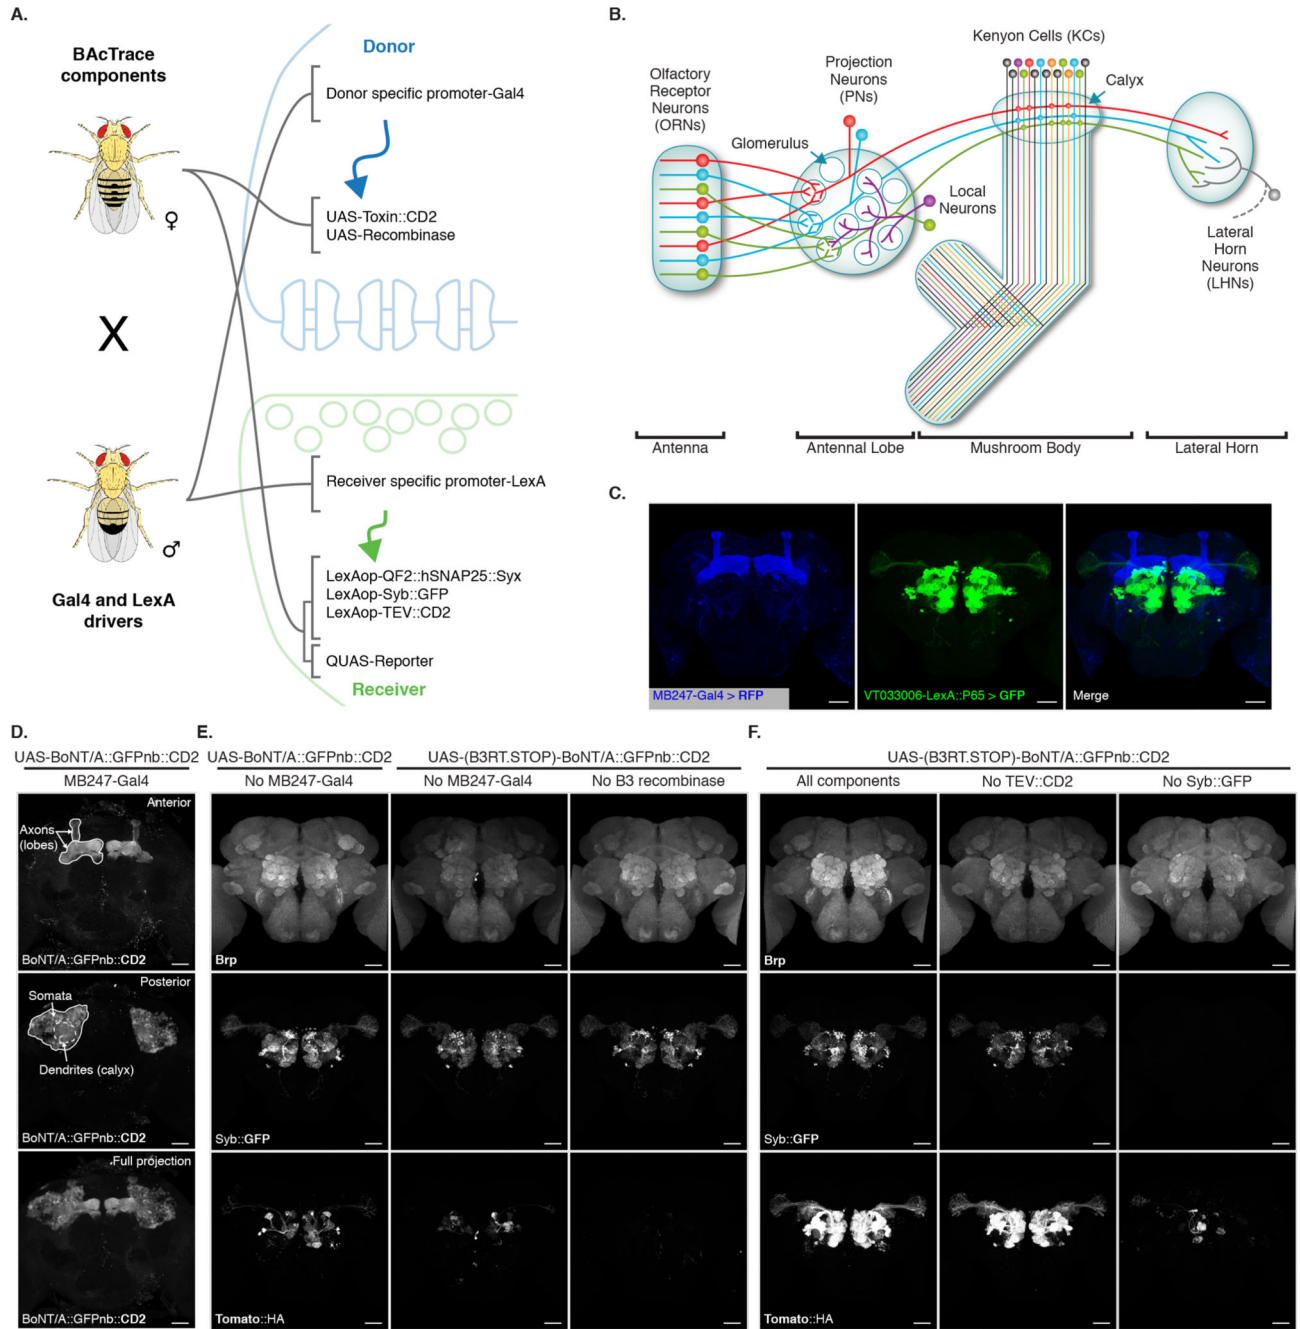 A.
BAcTrace
components
♀
X
♂
Gal4 and LexA
drivers
Donor
Donor specific promoter-Gal4
UAS-Toxin::CD2
UAS-Recombinase
Receiver specific promoter-LexA
LexAop-QF2::hSNAP25::Syx
LexAop-Syb::GFP
LexAop-TEV::CD2
QUAS-Reporter
Receiver
B.
Olfactory
Receptor
Neurons
(ORNs)
Glomerulus
Projection
Neurons
(PNs)
Kenyon Cells (KCs)
Calyx
Local
Neurons
Lateral
Horn
Neurons
(LHNs)
Antenna
Antennal Lobe
Mushroom Body
Lateral Horn
C.
MB247-Gal4 > RFP
VT033006-LexA::P65 > GFP
Merge
D.
UAS-BoNT/A::GFPnb::CD2
MB247-Gal4
Anterior
Axons
(lobes)
BoNT/A::GFPnb::CD2
Posterior
Somata
Dendrites (calyx)
BoNT/A::GFPnb::CD2
Full projection
BoNT/A::GFPnb::CD2
E.
UAS-BoNT/A::GFPnb::CD2
UAS-(B3RT.STOP)-BoNT/A::GFPnb::CD2
No MB247-Gal4
No MB247-Gal4
No B3 recombinase
Brp
Syb::GFP
Tomato::HA
F.
UAS-(B3RT.STOP)-BoNT/A::GFPnb::CD2
All components
No TEV::CD2
No Syb::GFP
Brp
Syb::GFP
Tomato::HA